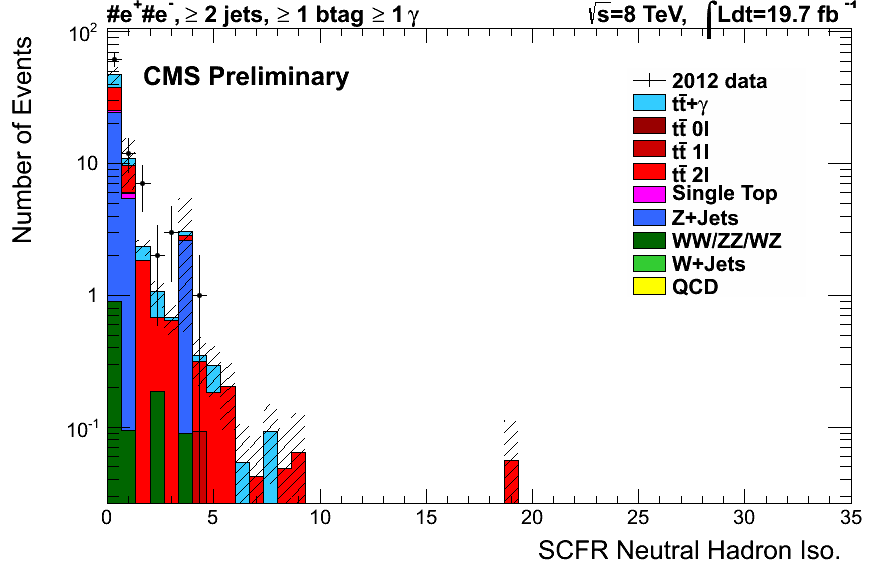 #e+#e-, ≥ 2 jets, ≥ 1 btag ≥ 1 γ
√s=8 TeV, ∫Ldt=19.7 fb-1
CMS Preliminary
2012 data
tt̄+γ
tt̄ 0l
tt̄ 1l
tt̄ 2l
Single Top
Z+Jets
WW/ZZ/WZ
W+Jets
QCD
Number of Events
10²
10
1
10-1
0 5 10 15 20 25 30 35
SCFR Neutral Hadron Iso.